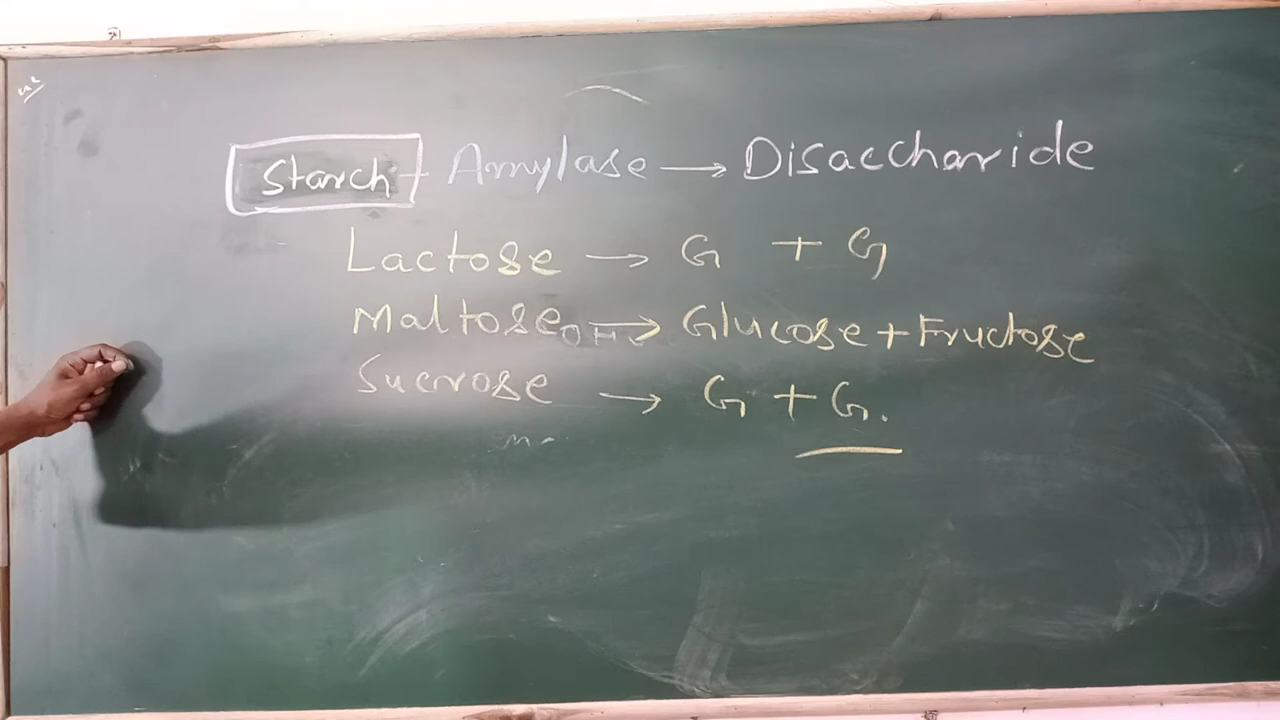 Starch + Amylase → Disaccharide
Lactose → G + G
Maltose → Glucose + Fructose
Sucrose → G + G.